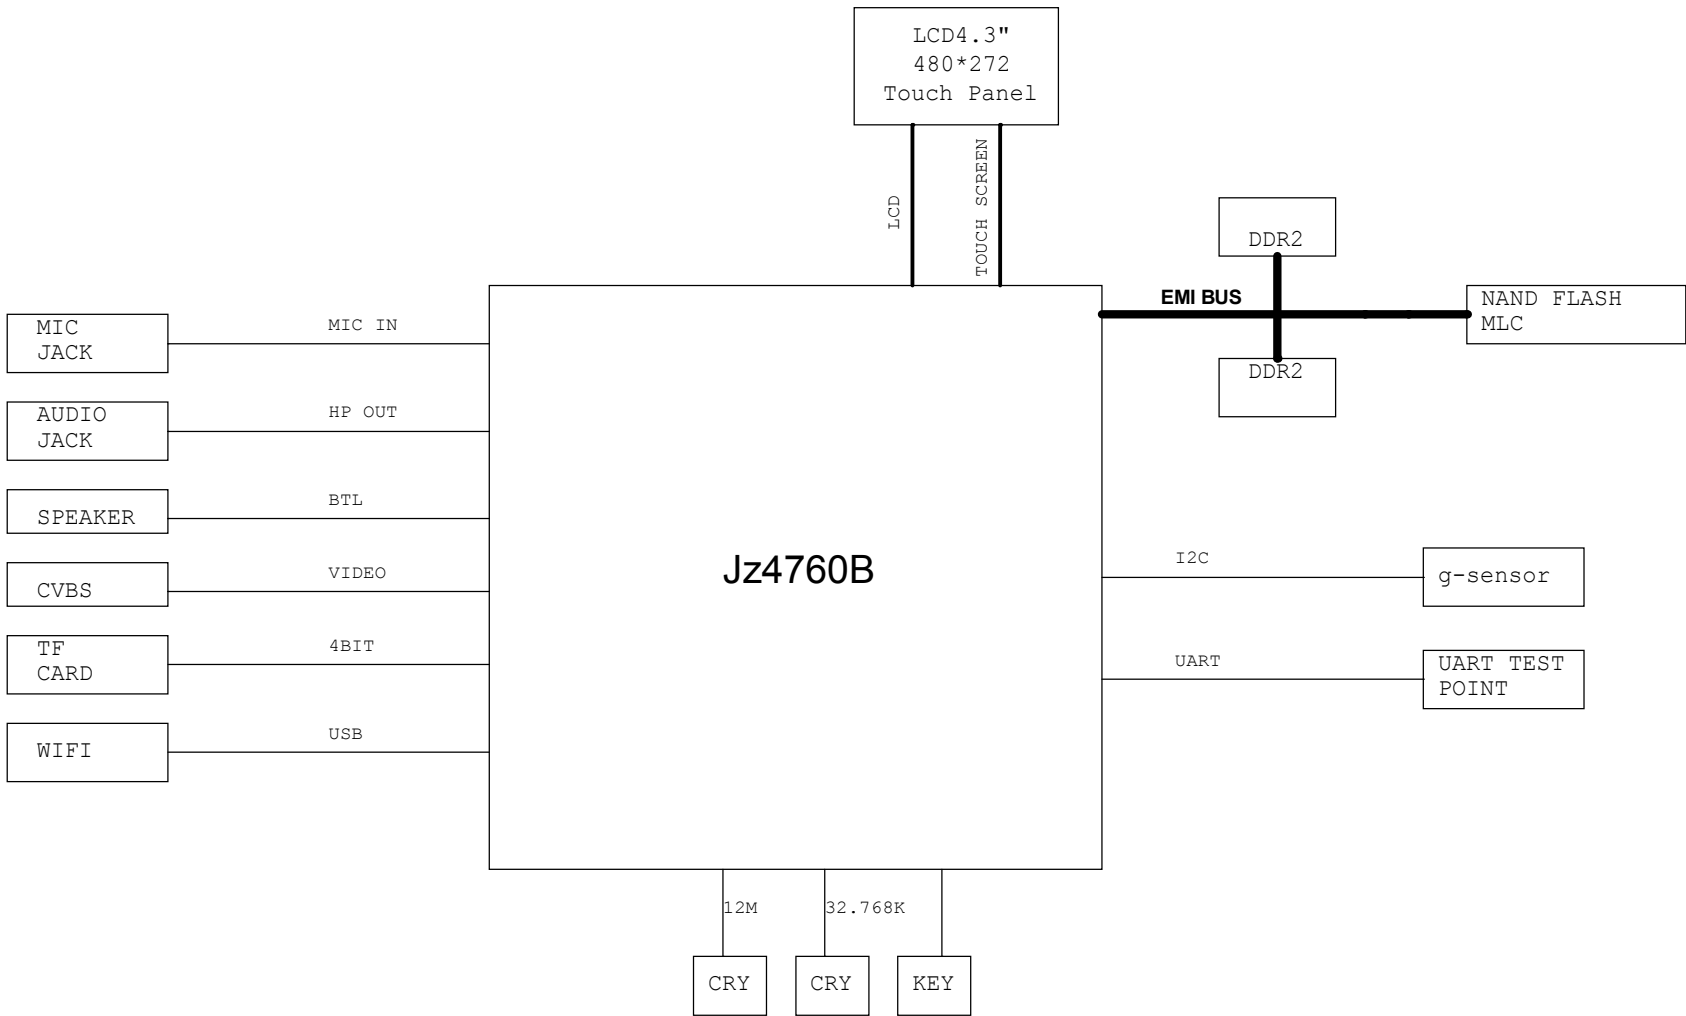 LCD4.3"
480*272
Touch Panel
LCD
TOUCH SCREEN
DDR2
EMI BUS
NAND FLASH
MLC
DDR2
MIC
JACK
MIC IN
AUDIO
JACK
HP OUT
SPEAKER
BTL
CVBS
VIDEO
TF
CARD
4BIT
WIFI
USB
Jz4760B
I2C
g-sensor
UART
UART TEST
POINT
12M
32.768K
CRY
CRY
KEY